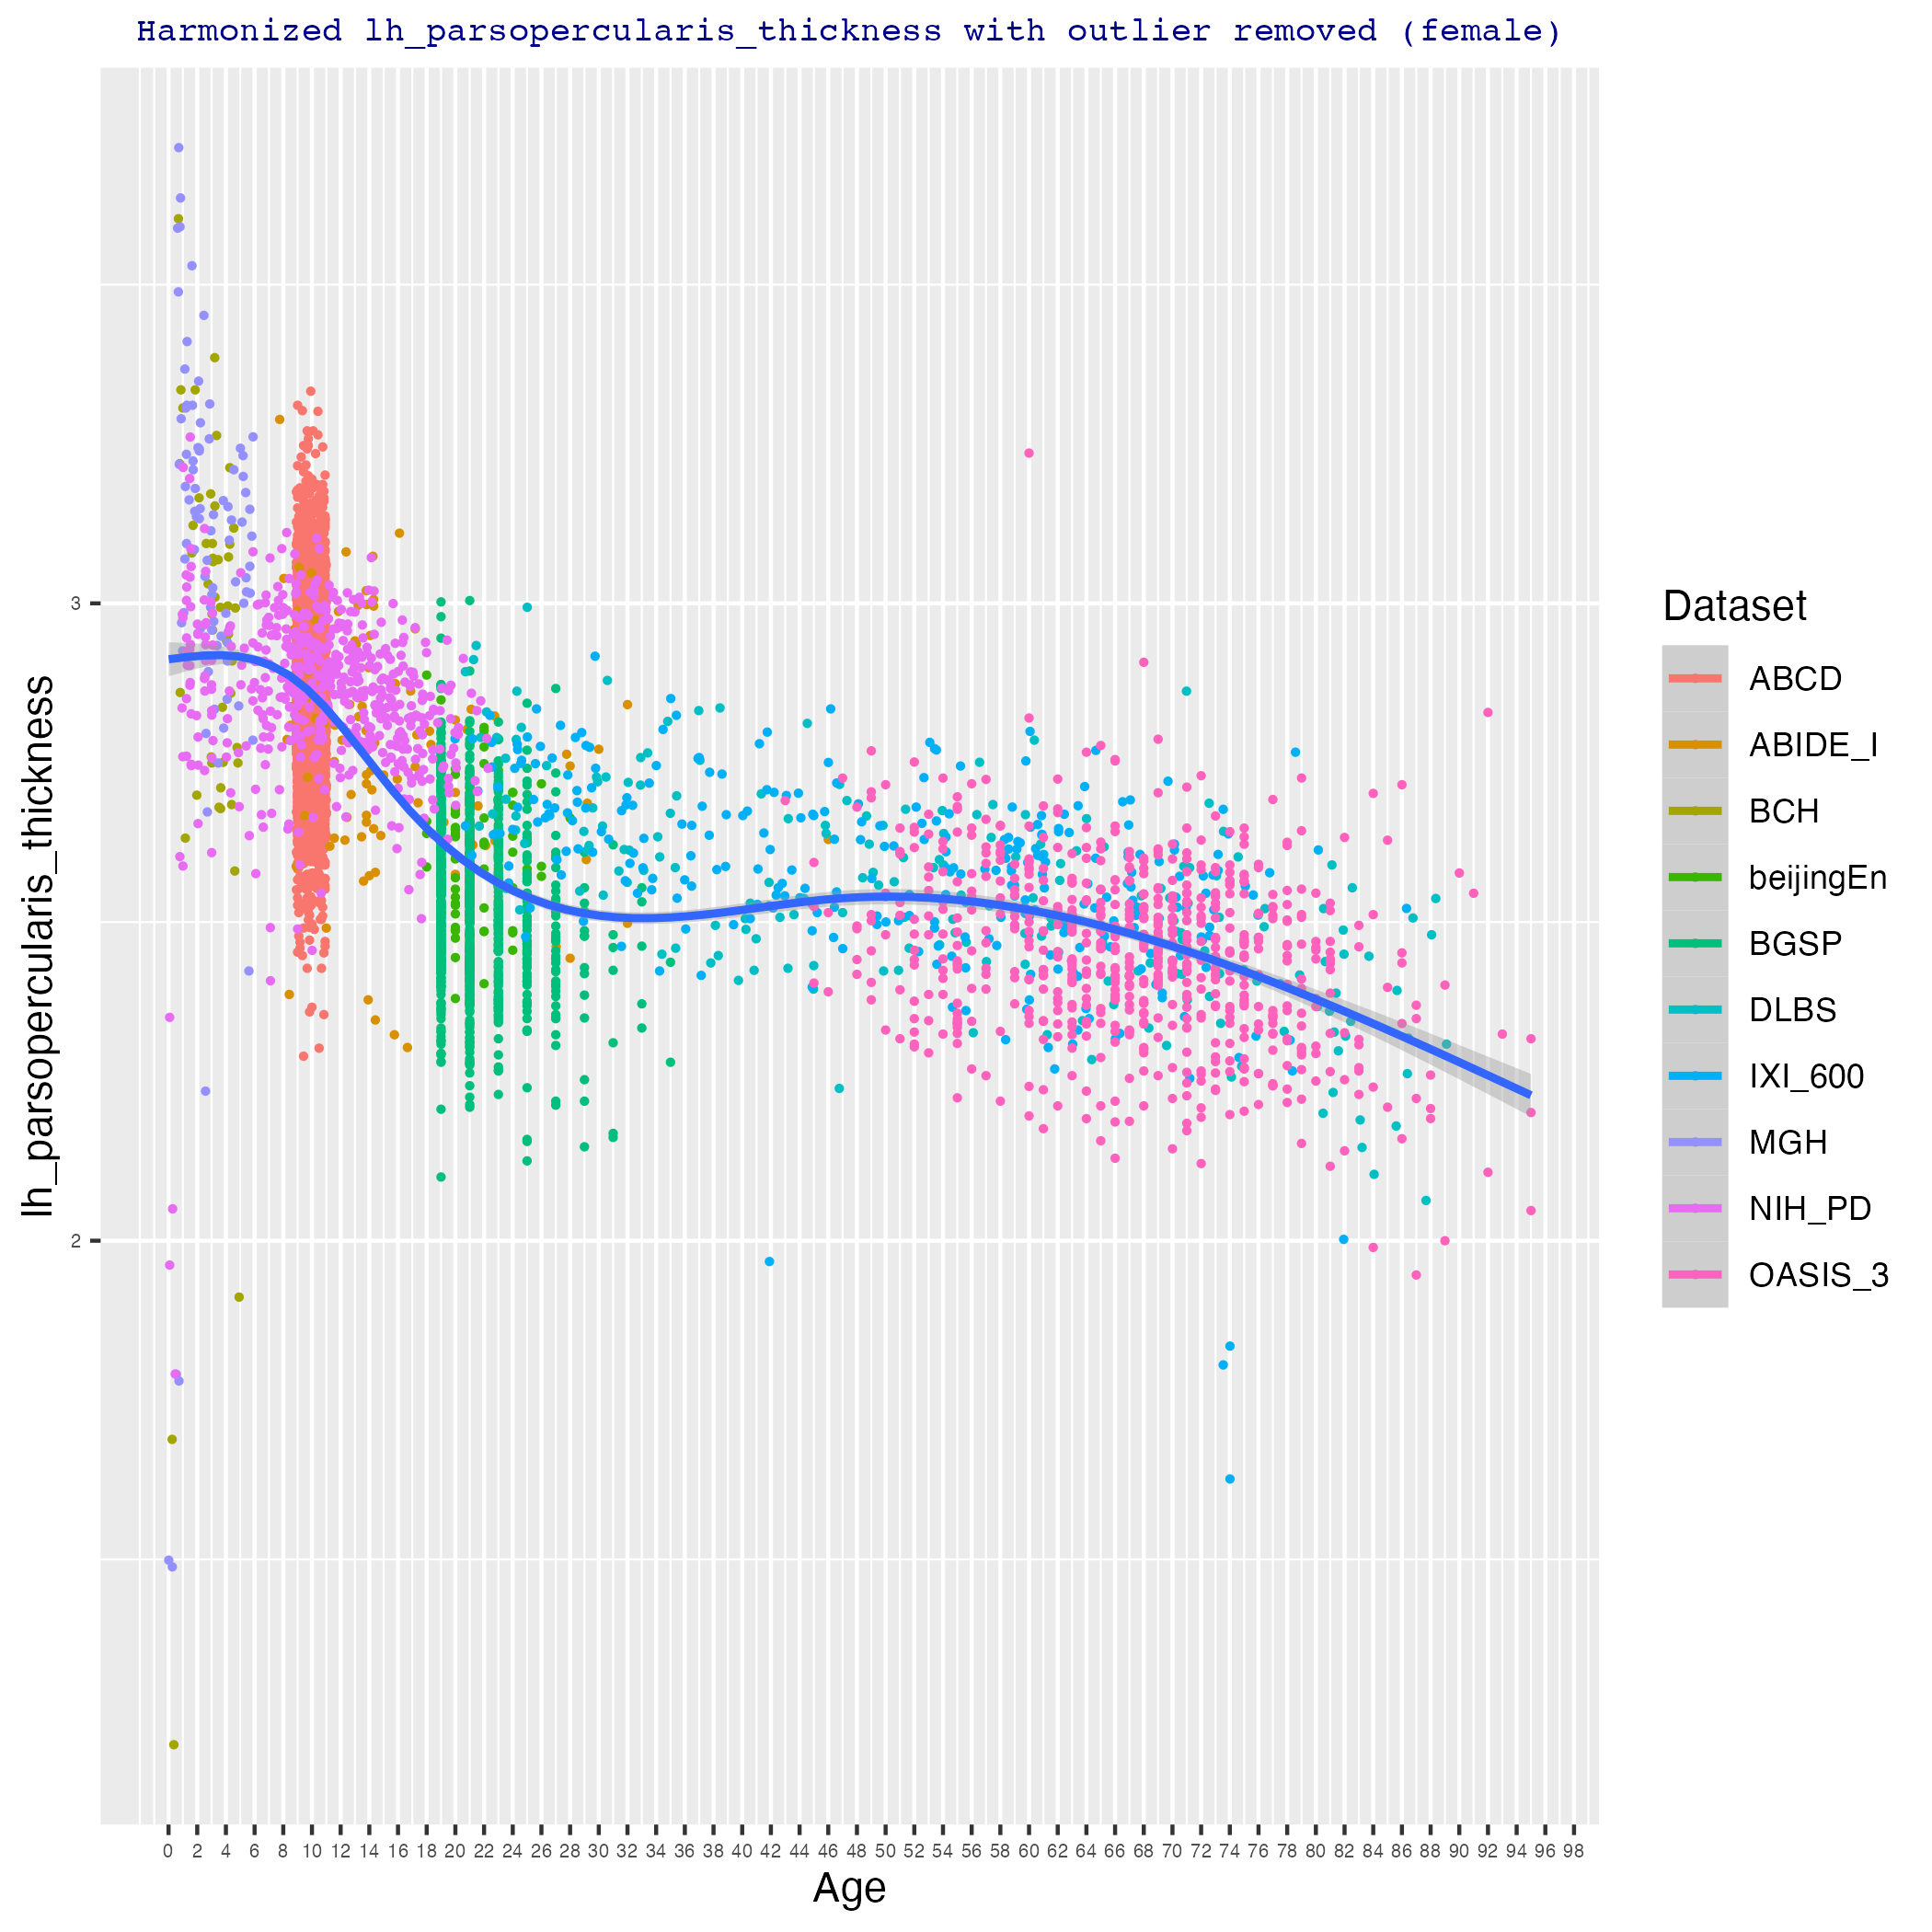 Harmonized lh_parsopercularis_thickness with outlier removed (female)
lh_parsopercularis_thickness
3
2
0 2 4 6 8 10 12 14 16 18 20 22 24 26 28 30 32 34 36 38 40 42 44 46 48 50 52 54 56 58 60 62 64 66 68 70 72 74 76 78 80 82 84 86 88 90 92 94 96 98
Age
Dataset
ABCD
ABIDE_I
BCH
beijingEn
BGSP
DLBS
IXI_600
MGH
NIH_PD
OASIS_3